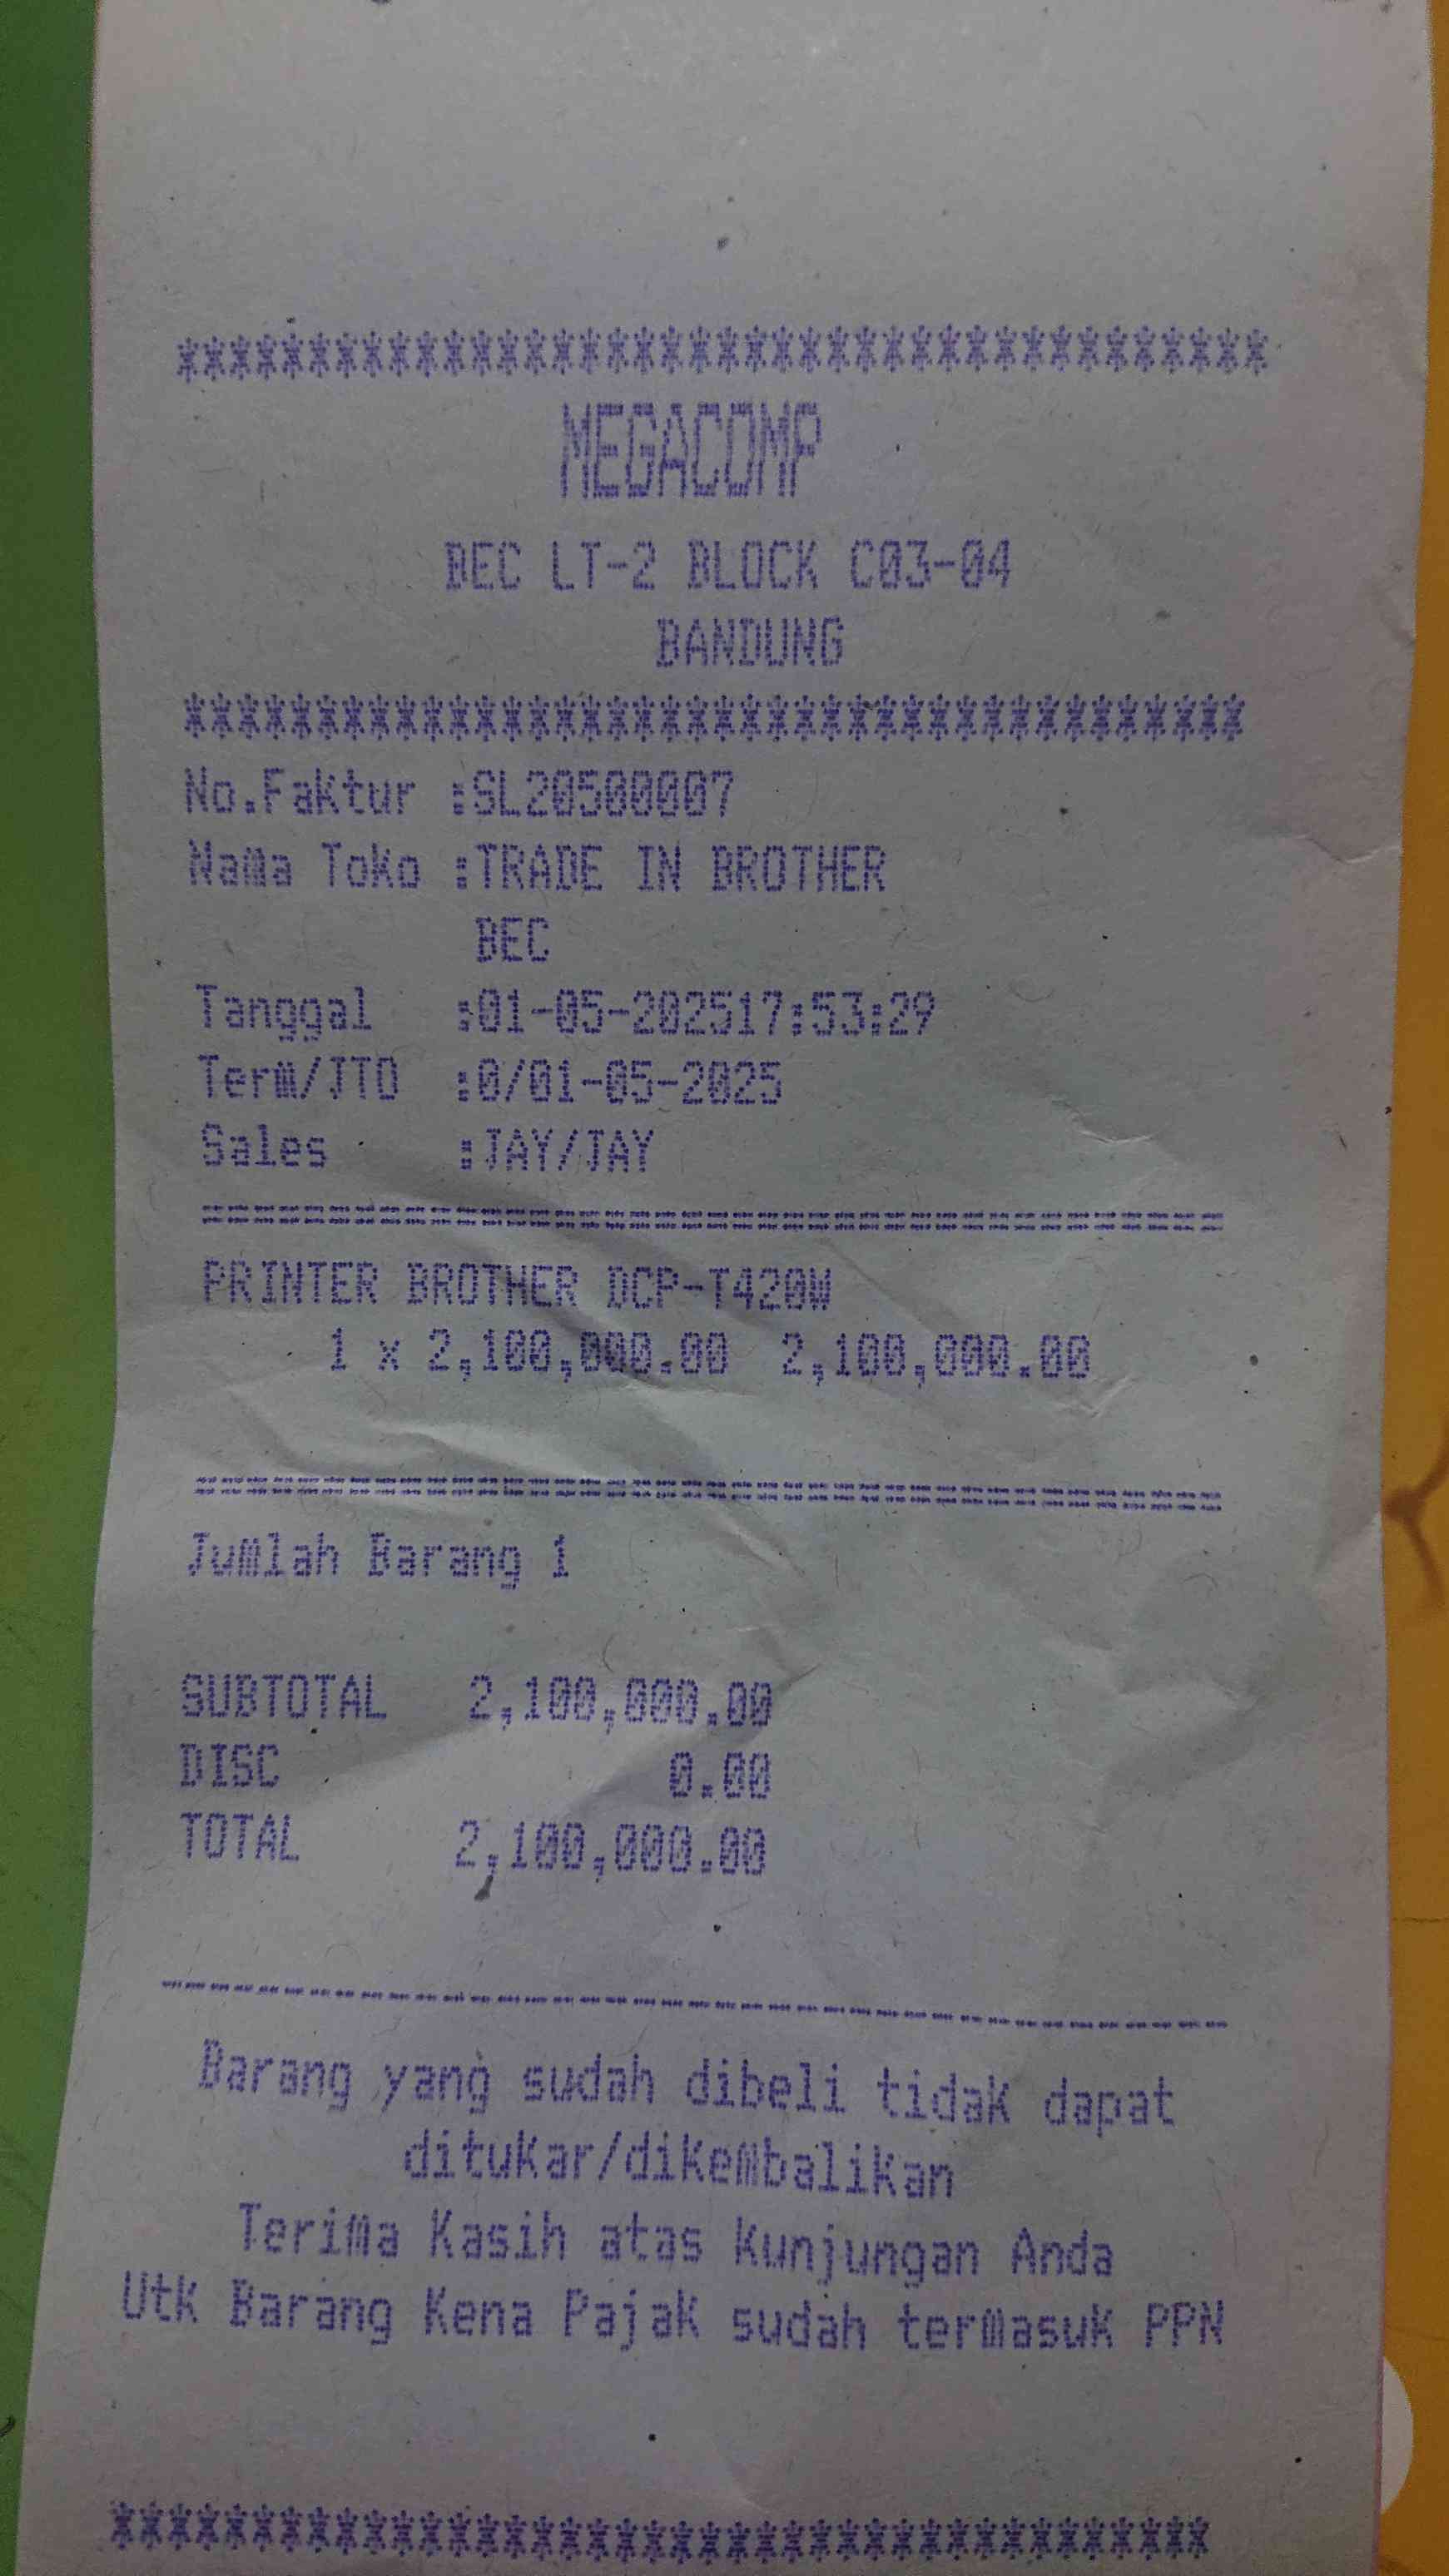 ****************************************
MEGACOMP
BEC LT-2 BLOCK C03-04
BANDUNG
****************************************
No.Faktur :SL20500007
Nama Toko :TRADE IN BROTHER
BEC
Tanggal :01-05-202517:53:29
Term/JTO :0/01-05-2025
Sales :JAY/JAY
========================================
PRINTER BROTHER DCP-T420W
1 x 2,100,000.00 2,100,000.00
========================================
Jumlah Barang 1
SUBTOTAL 2,100,000.00
DISC 0.00
TOTAL 2,100,000.00
----------------------------------------
Barang yang sudah dibeli tidak dapat
ditukar/dikembalikan
Terima Kasih atas Kunjungan Anda
Utk Barang Kena Pajak sudah termasuk PPN
****************************************